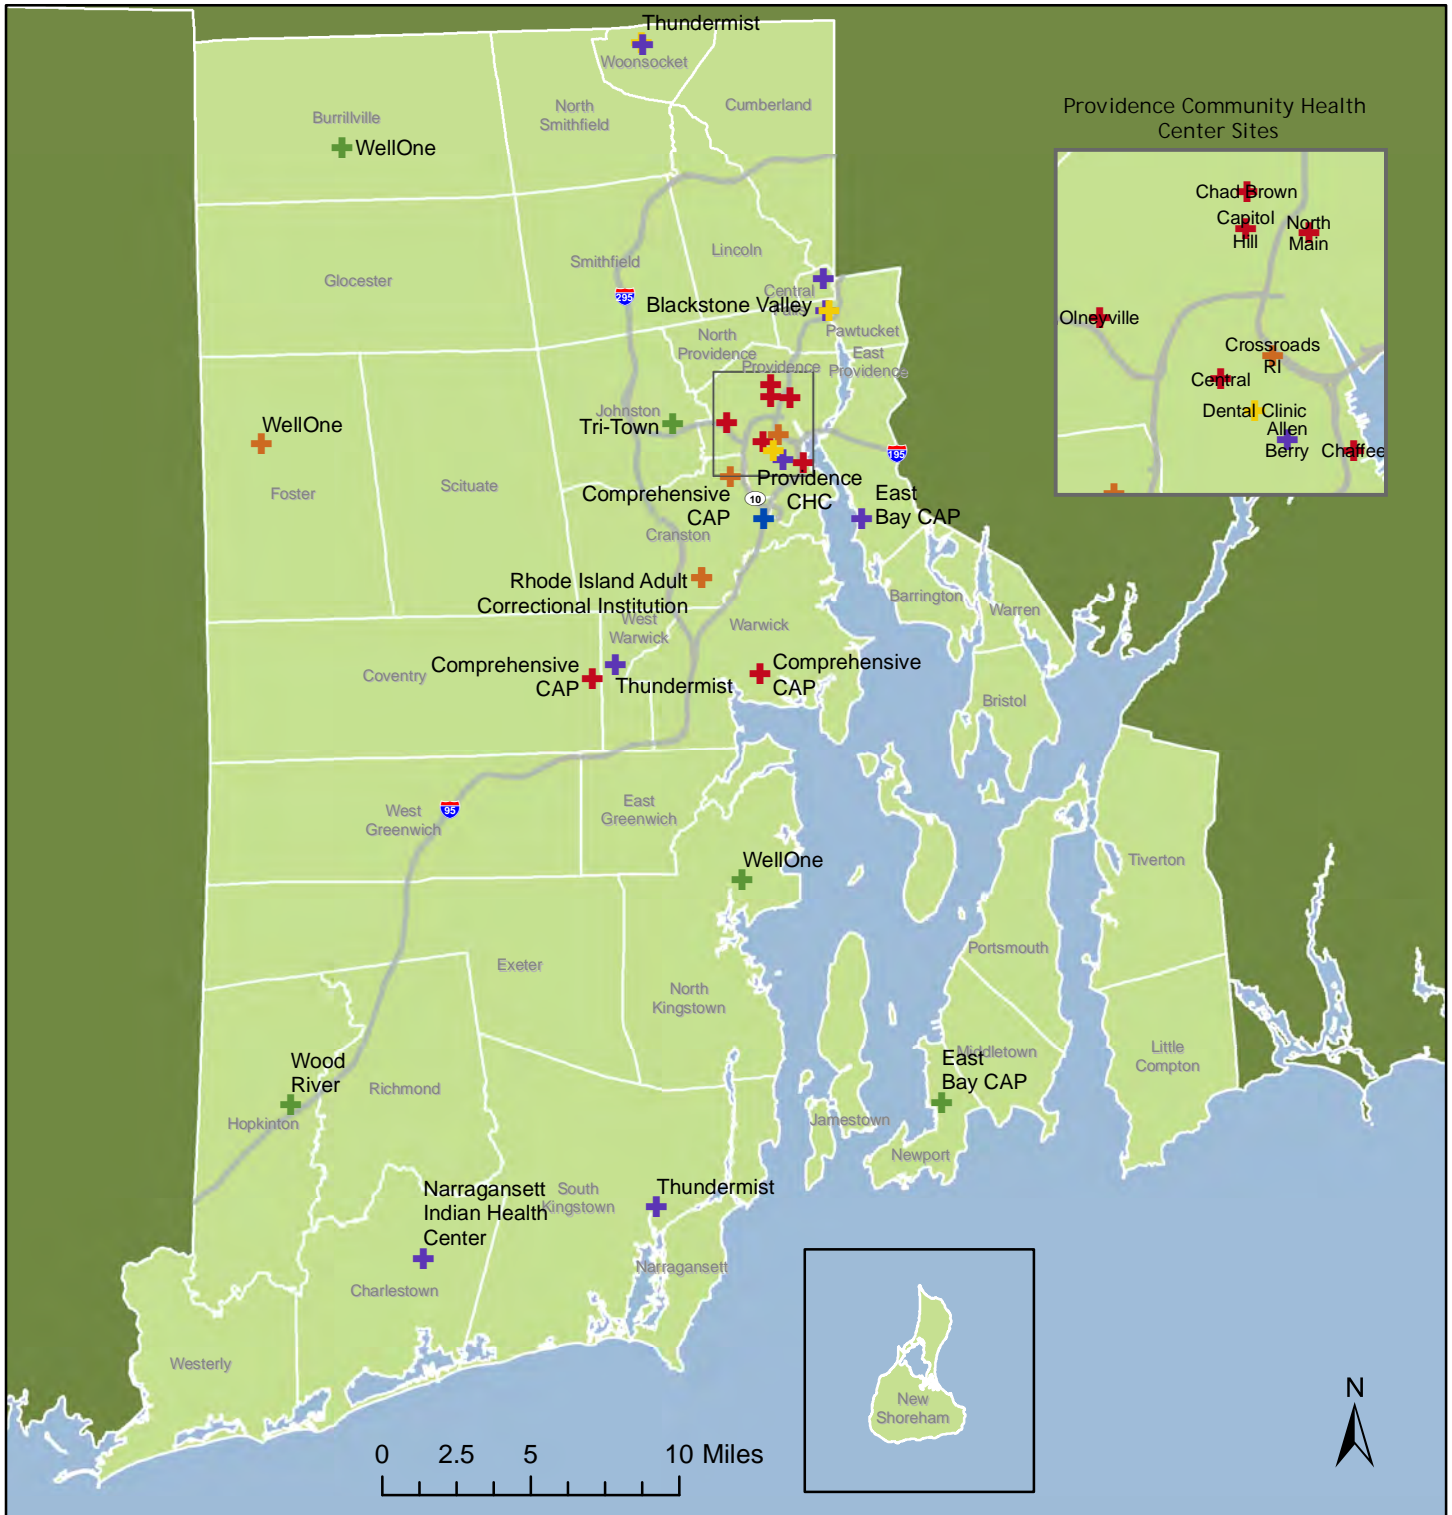 Thundermist
Woonsocket
Cumberland
North
Smithfield
Burrillville
WellOne
Providence Community Health
Center Sites
Chad Brown
Capitol
Hill
North
Main
Olneyville
Crossroads
RI
Central
Dental Clinic
Allen
Berry
Chaffee
Lincoln
Smithfield
Glocester
295
Central
Falls
Blackstone Valley
Pawtucket
North
Providence
East
Providence
Providence
Johnston
Tri-Town
WellOne
Foster
Scituate
195
Comprehensive
CAP
Providence
CHC
10
East
Bay CAP
Cranston
Rhode Island Adult
Correctional Institution
Barrington
Warren
West
Warwick
Warwick
Coventry
Comprehensive
CAP
Thundermist
Comprehensive
CAP
Bristol
West
Greenwich
95
East
Greenwich
WellOne
Tiverton
Portsmouth
Exeter
North
Kingstown
Wood
River
Hopkinton
Richmond
East
Bay CAP
Middletown
Little
Compton
Jamestown
Newport
Narragansett
Indian Health
Center
South
Kingstown
Thundermist
Narragansett
Charlestown
Westerly
New
Shoreham
N
0 2.5 5 10 Miles